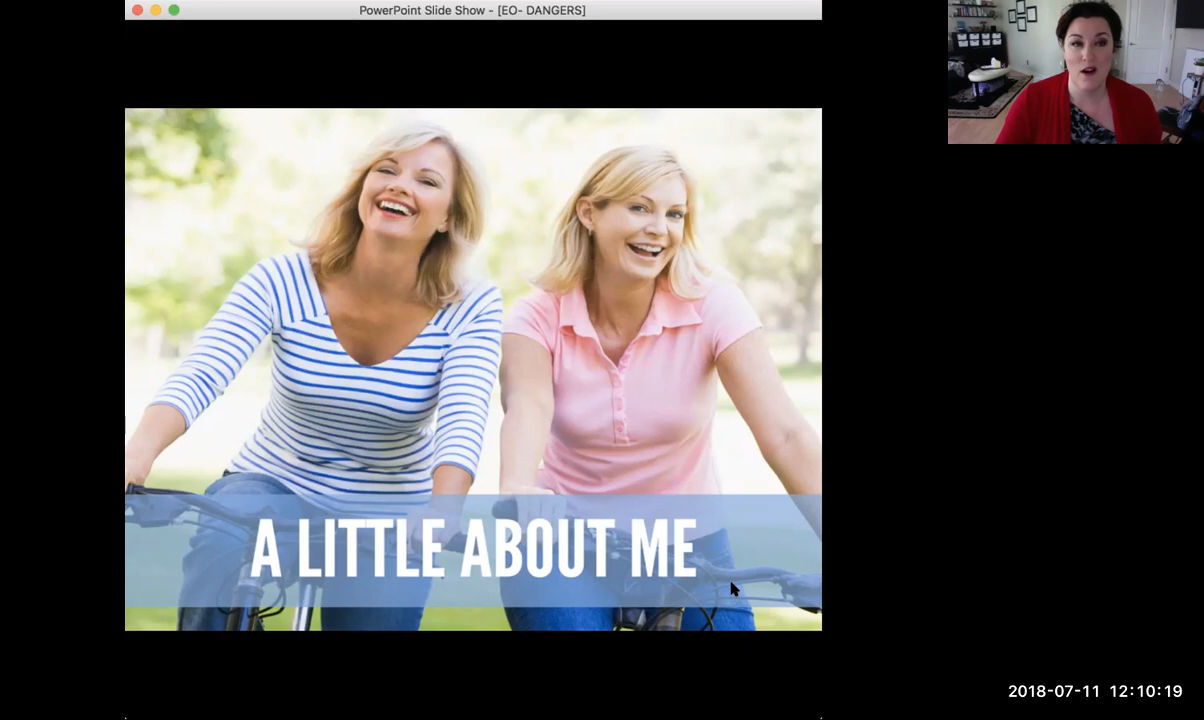 PowerPoint Slide Show - [EO- DANGERS]
A LITTLE ABOUT ME
2018-07-11 12:10:19